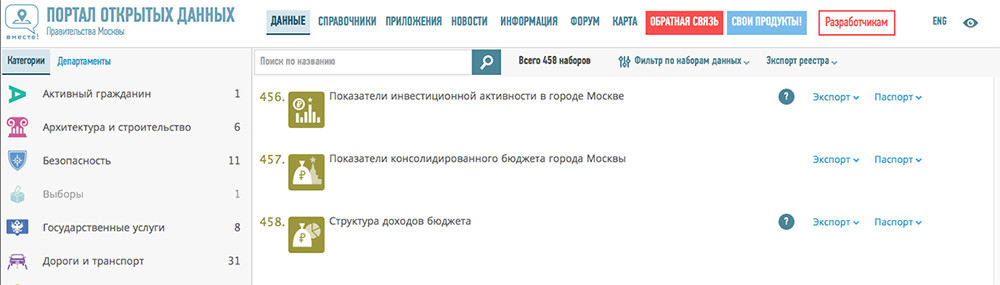 вместе!
ПОРТАЛ ОТКРЫТЫХ ДАННЫХ
Правительства Москвы
ДАННЫЕ СПРАВОЧНИКИ ПРИЛОЖЕНИЯ НОВОСТИ ИНФОРМАЦИЯ ФОРУМ КАРТА ОБРАТНАЯ СВЯЗЬ СВОИ ПРОДУКТЫ! Разработчикам ENG
Категории Департаменты
Поиск по названию Всего 458 наборов Фильтр по наборам данных Экспорт реестра
Активный гражданин 1
Архитектура и строительство 6
Безопасность 11
Выборы 1
Государственные услуги 8
Дороги и транспорт 31
456. Показатели инвестиционной активности в городе Москве ? Экспорт Паспорт
457. Показатели консолидированного бюджета города Москвы Экспорт Паспорт
458. Структура доходов бюджета ? Экспорт Паспорт